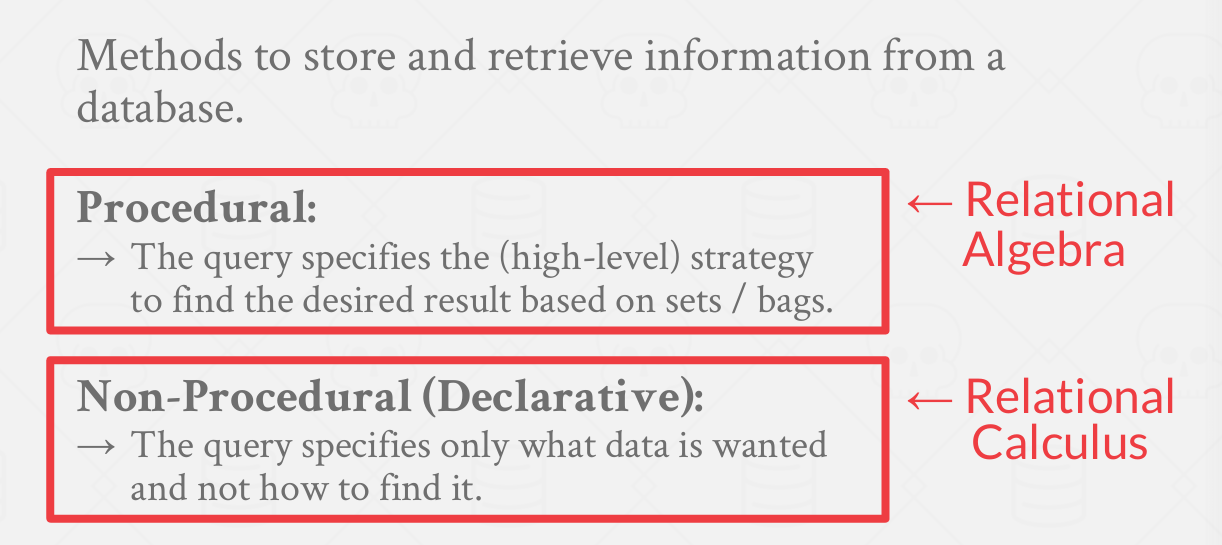 Methods to store and retrieve information from a
database.
Procedural:
← Relational
Algebra
→ The query specifies the (high-level) strategy
to find the desired result based on sets / bags.
Non-Procedural (Declarative):
← Relational
Calculus
→ The query specifies only what data is wanted
and not how to find it.